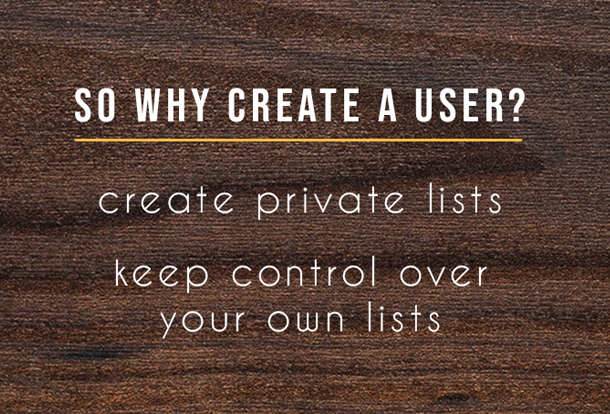 SO WHY CREATE A USER?
create private lists
keep control over
your own lists